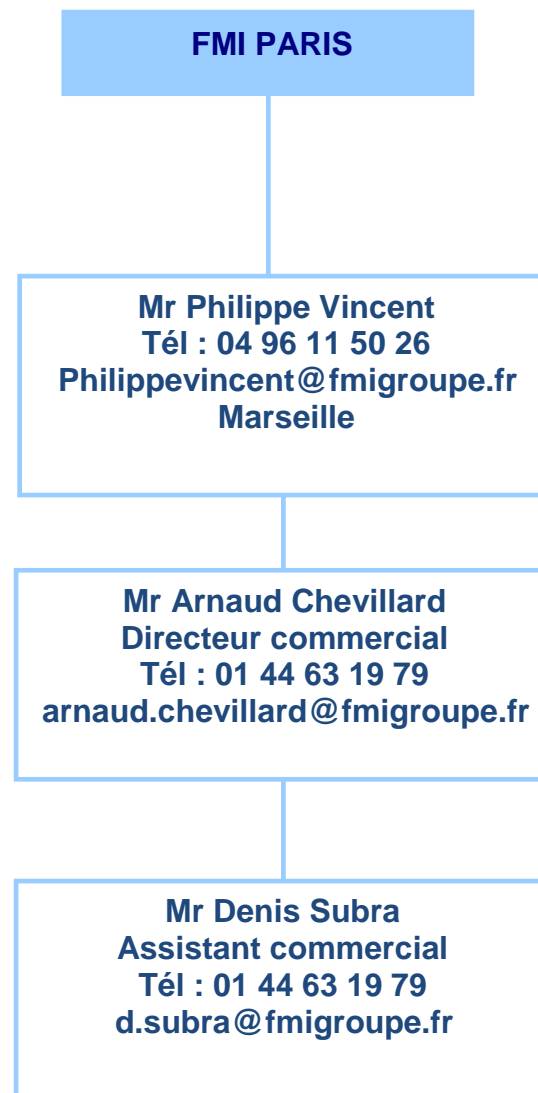 FMI PARIS
Mr Philippe Vincent
Tél : 04 96 11 50 26
Philippevincent@fmigroupe.fr
Marseille
Mr Arnaud Chevillard
Directeur commercial
Tél : 01 44 63 19 79
arnaud.chevillard@fmigroupe.fr
Mr Denis Subra
Assistant commercial
Tél : 01 44 63 19 79
d.subra@fmigroupe.fr